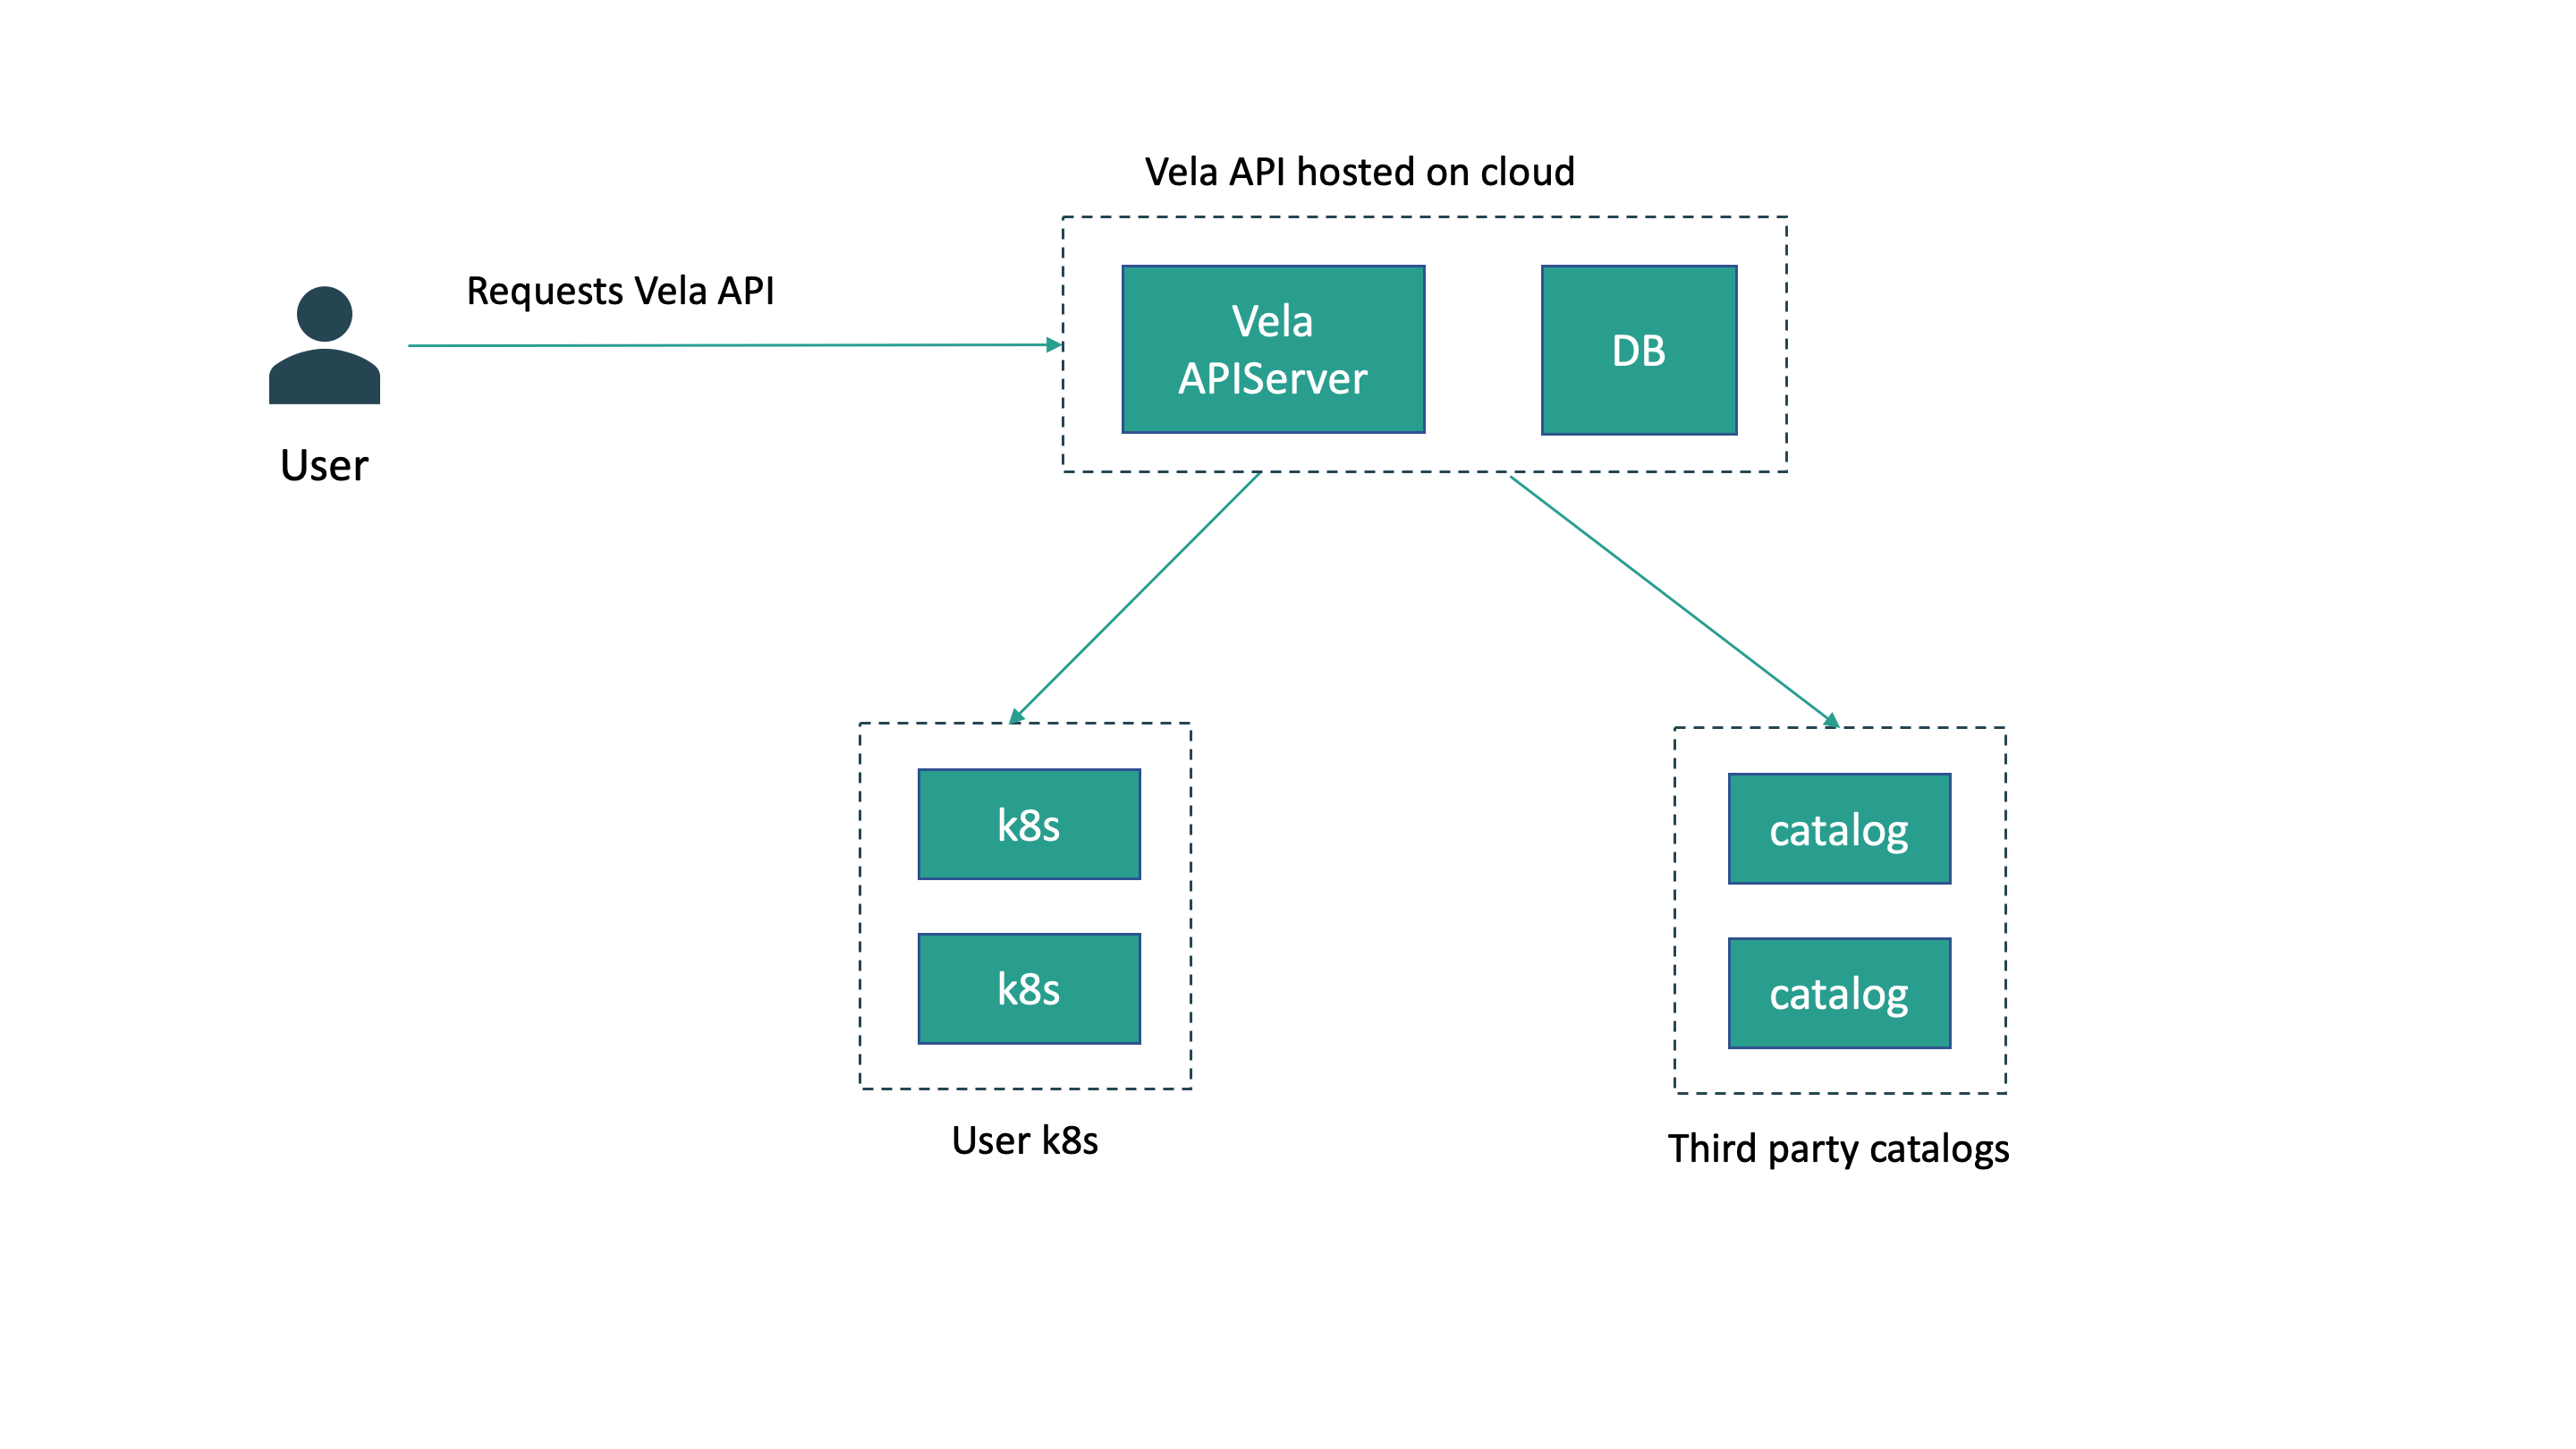 Vela API hosted on cloud
Requests Vela API
Vela
APIServer
DB
User
k8s
k8s
User k8s
catalog
catalog
Third party catalogs